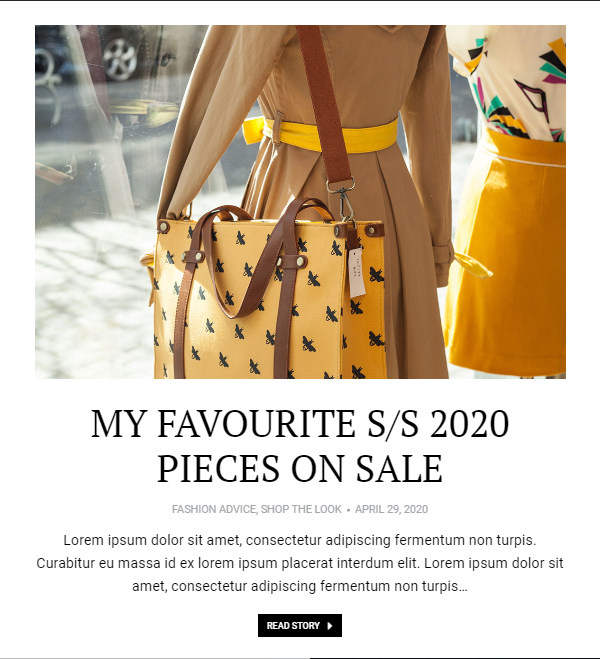 MY FAVOURITE S/S 2020
PIECES ON SALE
FASHION ADVICE, SHOP THE LOOK • APRIL 29, 2020
Lorem ipsum dolor sit amet, consectetur adipiscing fermentum non turpis.
Curabitur eu massa id ex lorem ipsum placerat interdum elit. Lorem ipsum dolor sit
amet, consectetur adipiscing fermentum non turpis...
READ STORY